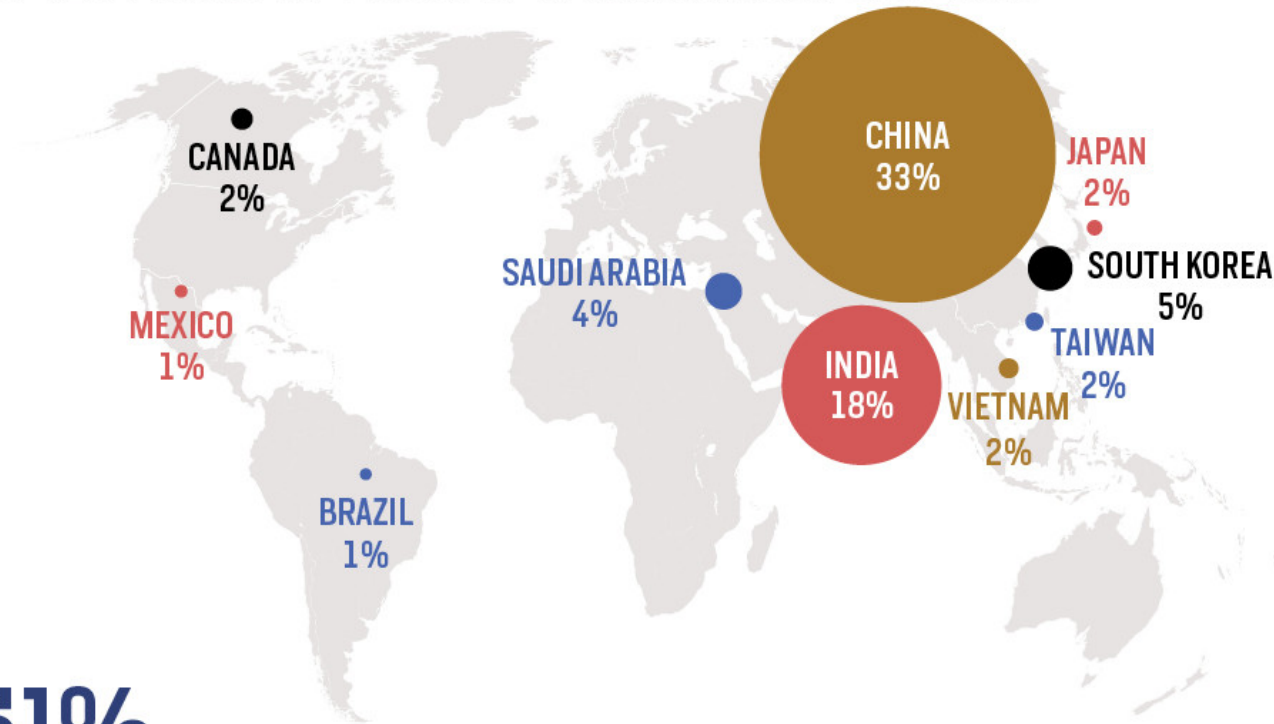 CHINA
33%
JAPAN
2%
CANADA
2%
SOUTH KOREA
5%
SAUDI ARABIA
4%
MEXICO
1%
TAIWAN
2%
INDIA
18%
VIETNAM
2%
BRAZIL
1%
51%